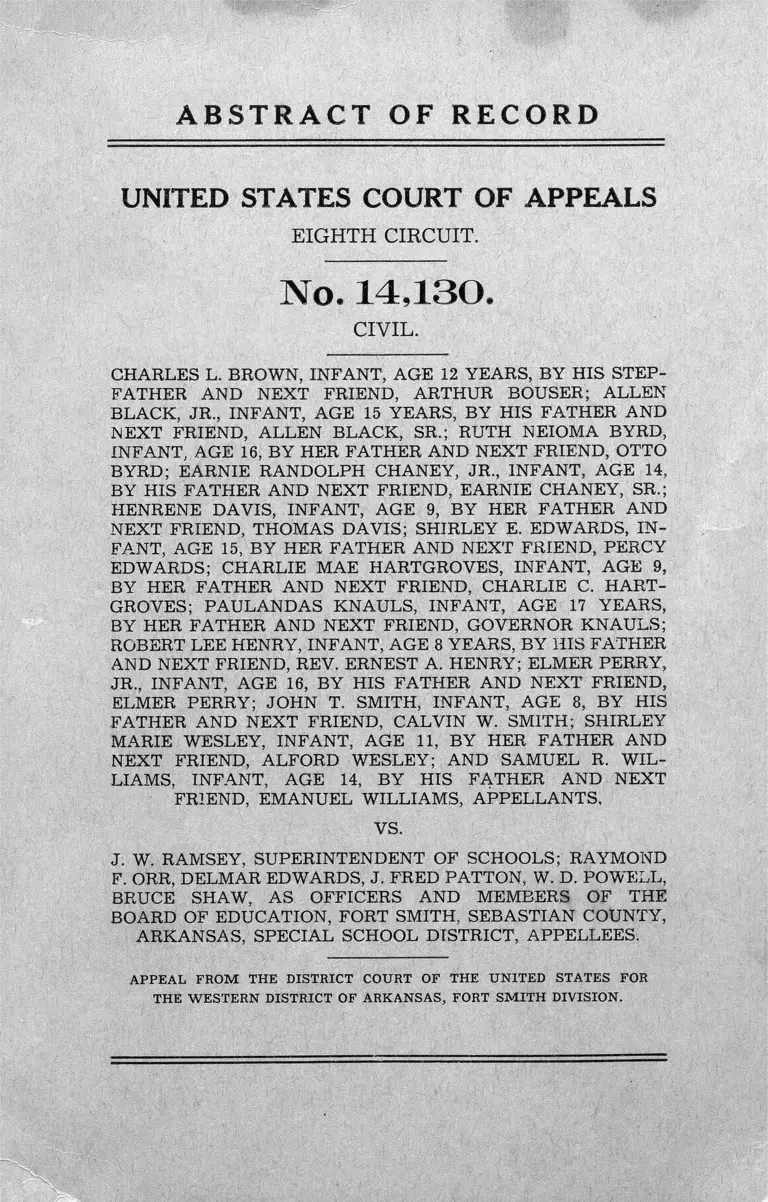 ABSTRACT OF RECORD
UNITED STATES COURT OF APPEALS
EIGHTH CIRCUIT.
No. 14,130.
CIVIL.
CHARLES L. BROWN, INFANT, AGE 12 YEARS, BY HIS STEP-
FATHER AND NEXT FRIEND, ARTHUR BOUSER; ALLEN
BLACK, JR., INFANT, AGE 15 YEARS, BY HIS FATHER AND
NEXT FRIEND, ALLEN BLACK, SR.; RUTH NEIOMA BYRD,
INFANT, AGE 16, BY HER FATHER AND NEXT FRIEND, OTTO
BYRD; EARNIE RANDOLPH CHANEY, JR., INFANT, AGE 14,
BY HIS FATHER AND NEXT FRIEND, EARNIE CHANEY, SR.;
HENRENE DAVIS, INFANT, AGE 9, BY HER FATHER AND
NEXT FRIEND, THOMAS DAVIS; SHIRLEY E. EDWARDS, IN-
FANT, AGE 15, BY HER FATHER AND NEXT FRIEND, PERCY
EDWARDS; CHARLIE MAE HARTGROVES, INFANT, AGE 9,
BY HER FATHER AND NEXT FRIEND, CHARLIE C. HART-
GROVES; PAULANDAS KNAULS, INFANT, AGE 17 YEARS,
BY HER FATHER AND NEXT FRIEND, GOVERNOR KNAULS;
ROBERT LEE HENRY, INFANT, AGE 8 YEARS, BY HIS FATHER
AND NEXT FRIEND, REV. ERNEST A. HENRY; ELMER PERRY,
JR., INFANT, AGE 16, BY HIS FATHER AND NEXT FRIEND,
ELMER PERRY; JOHN T. SMITH, INFANT, AGE 8, BY HIS
FATHER AND NEXT FRIEND, CALVIN W. SMITH; SHIRLEY
MARIE WESLEY, INFANT, AGE 11, BY HER FATHER AND
NEXT FRIEND, ALFORD WESLEY; AND SAMUEL R. WIL-
LIAMS, INFANT, AGE 14, BY HIS FATHER AND NEXT
FRIEND, EMANUEL WILLIAMS, APPELLANTS,
VS.
J. W. RAMSEY, SUPERINTENDENT OF SCHOOLS; RAYMOND
F. ORR, DELMAR EDWARDS, J. FRED PATTON, W. D. POWELL,
BRUCE SHAW, AS OFFICERS AND MEMBERS OF THE
BOARD OF EDUCATION, FORT SMITH, SEBASTIAN COUNTY,
ARKANSAS, SPECIAL SCHOOL DISTRICT, APPELLEES.
APPEAL FROM THE DISTRICT COURT OF THE UNITED STATES FOR
THE WESTERN DISTRICT OF ARKANSAS, FORT SMITH DIVISION.